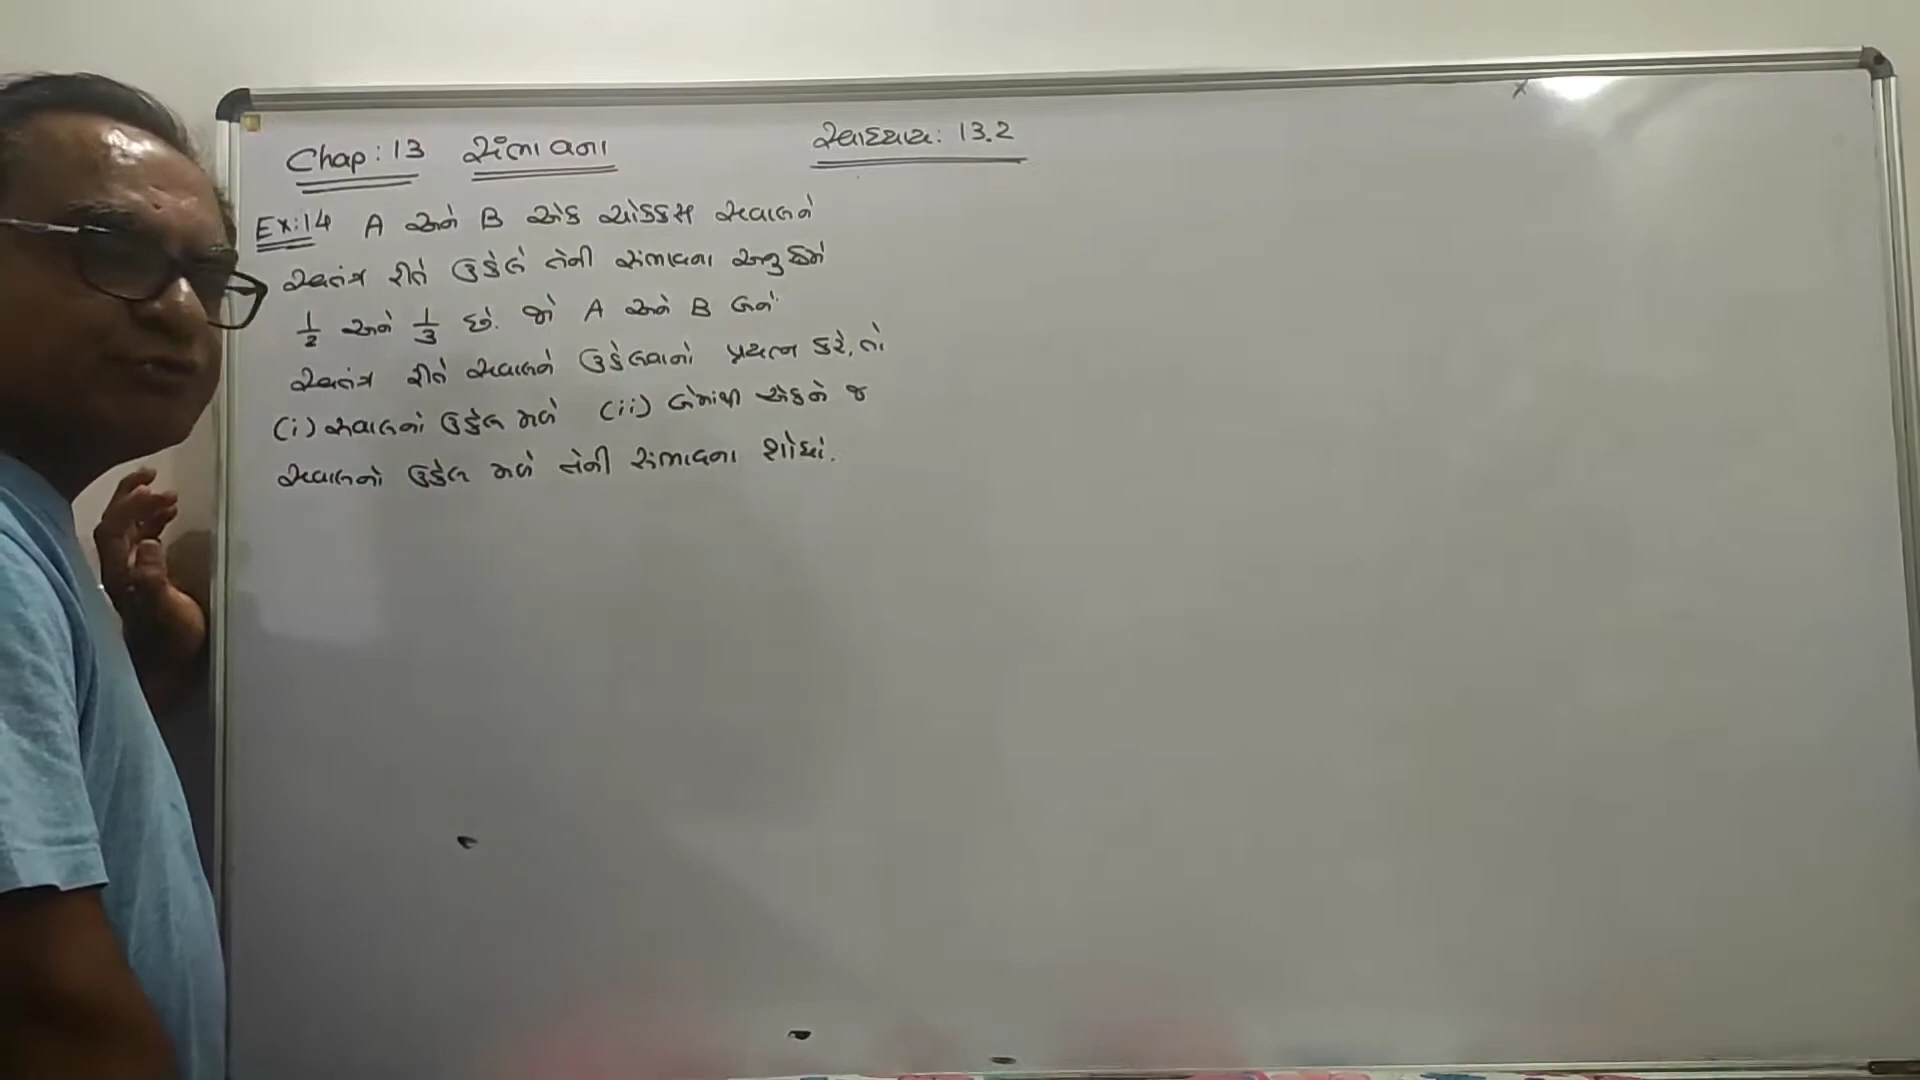 Chap: 13 સંભાવના સ્વાધ્યાય: 13.2
Ex:14 A અને B એક ચોક્કસ સવાલને
સ્વતંત્ર રીતે ઉકેલે તેની સંભાવના અનુક્રમે
1/2 અને 1/3 છે. જો A અને B બંને
સ્વતંત્ર રીતે સવાલને ઉકેલવાનો પ્રયત્ન કરે, તો
(i) સવાલનો ઉકેલ મળે (ii) બેમાંથી એકને જ
સવાલનો ઉકેલ મળે તેની સંભાવના શોધો.